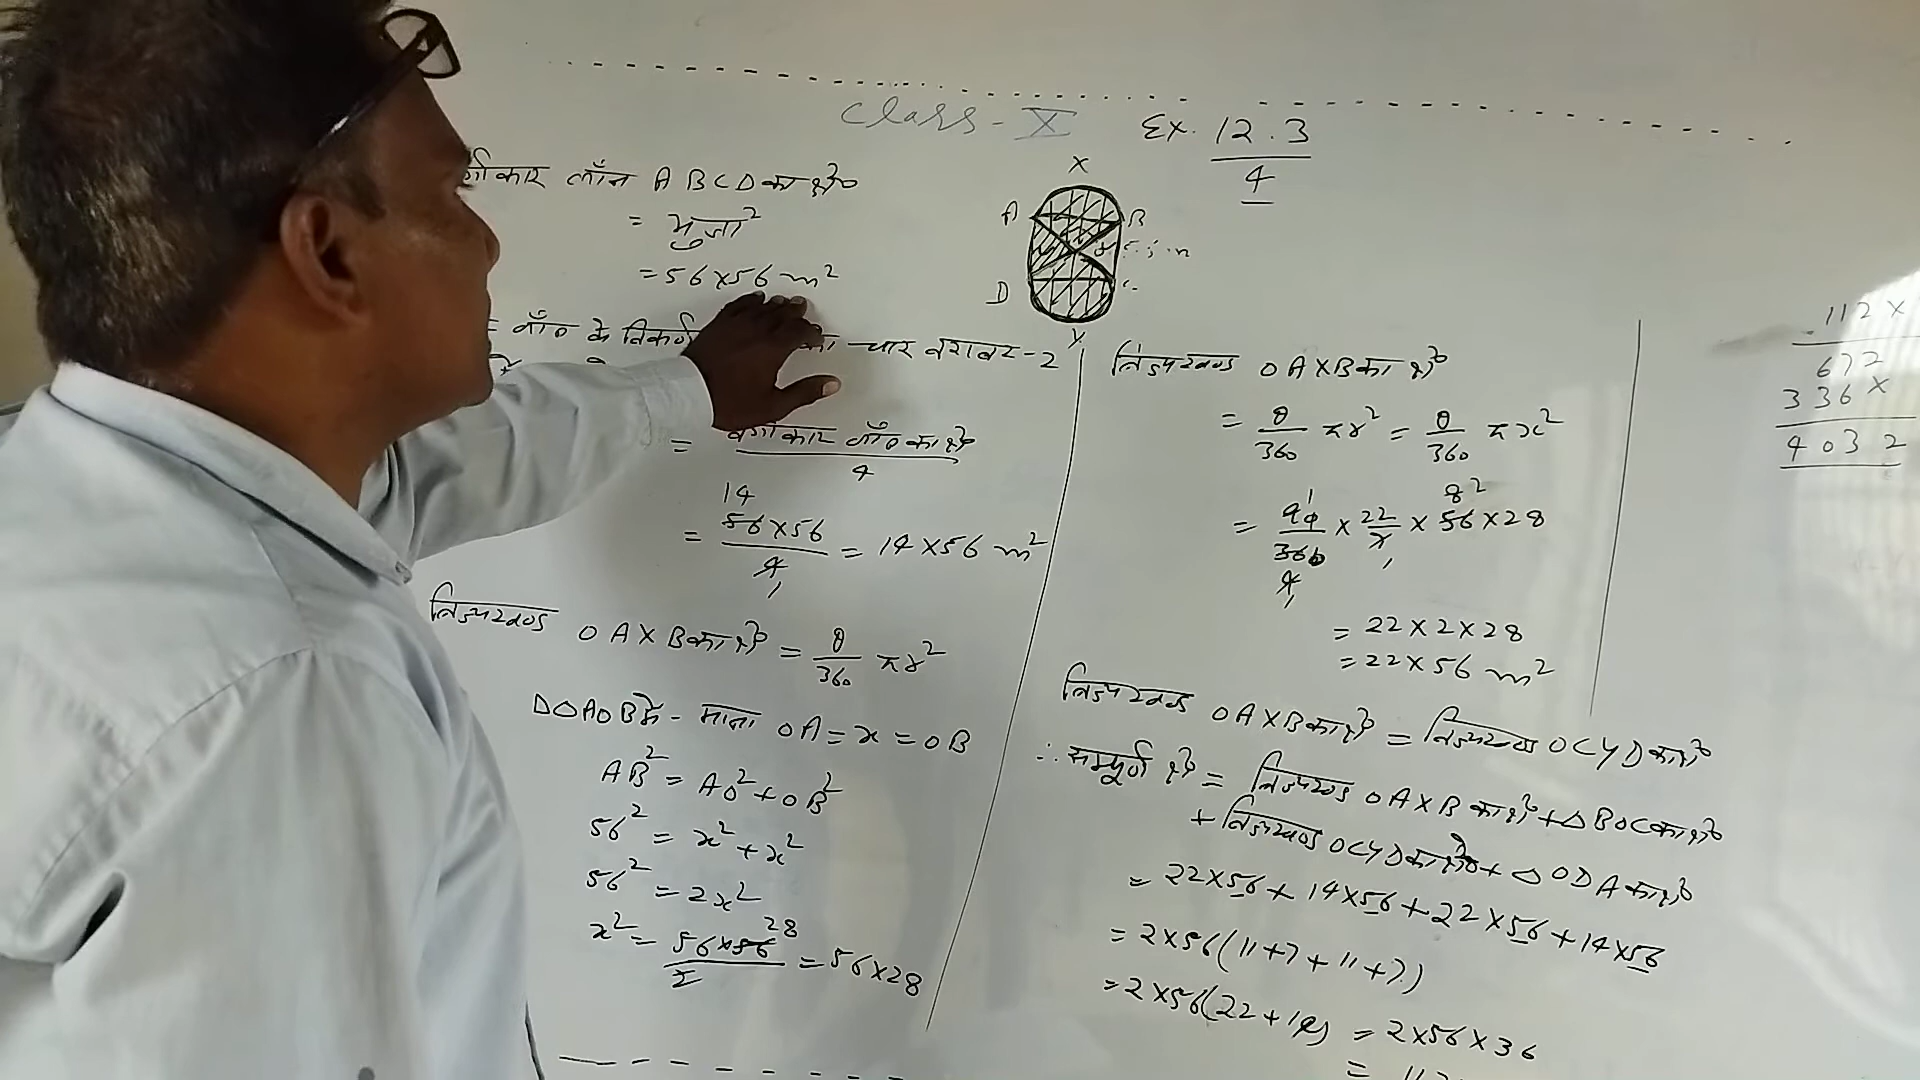 Class - X Ex. 12.3
4
लॉन ABCD का क्षे०
= भुजा²
= 56×56 m²
के विकर्ण चार बराबर-2
= वर्गाकार लॉन का क्षे०
4
14
= 56×56 = 14×56 m²
4,
त्रिज्यखण्ड OAXB का क्षे० = θ/360 πr²
ΔAOB में - माना OA = x = OB
AB² = AO² + OB²
56² = x² + x²
56² = 2x²
x² = 56×56/2 28 = 56×28
X
A B
D C
Y
त्रिज्यखण्ड OAXB का क्षे०
= θ/360 πr² = θ/360 πx²
= 90/360 × 22/7 × 56×28
= 22×2×28
= 22×56 m²
त्रिज्यखण्ड OAXB का क्षे० = त्रिज्यखण्ड OCYD का क्षे०
∴ सम्पूर्ण क्षे० = त्रिज्यखण्ड OAXB का क्षे० + ΔBOC का क्षे०
+ त्रिज्यखण्ड OCYD का क्षे० + ΔODA का क्षे०
= 22×56 + 14×56 + 22×56 + 14×56
= 2×56(11+7+11+7)
= 2×56(22+14) = 2×56×36
112×
672
336×
4032